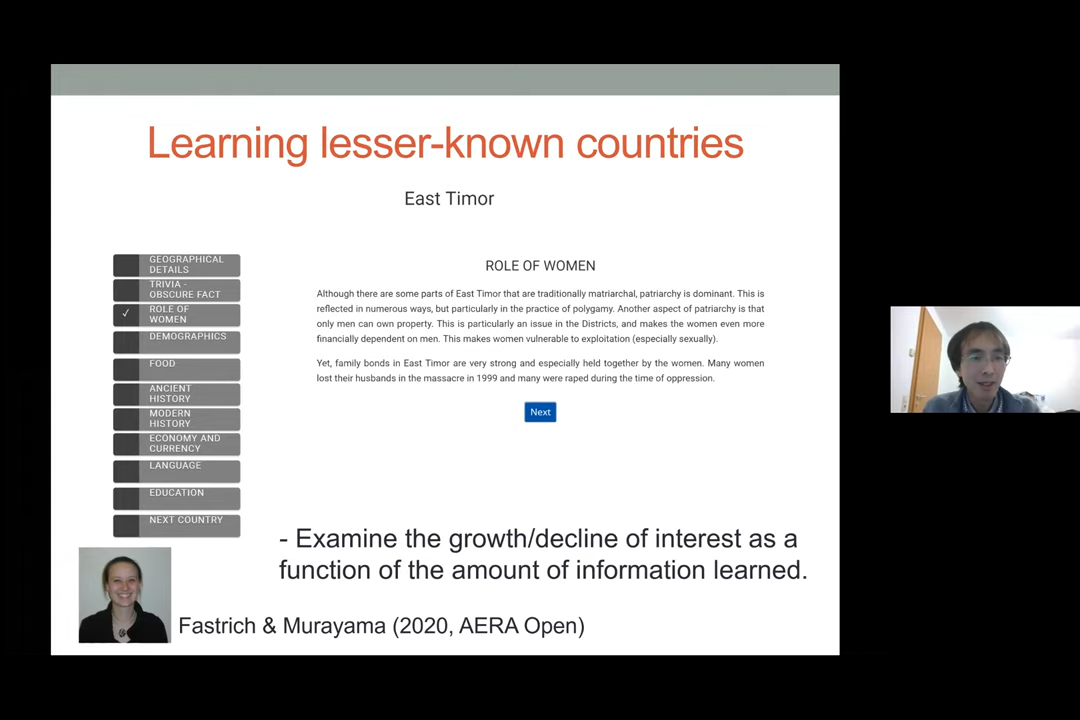 Learning lesser-known countries
East Timor
GEOGRAPHICAL
DETAILS
TRIVIA -
OBSCURE FACT
✓ ROLE OF
WOMEN
DEMOGRAPHICS
FOOD
ANCIENT
HISTORY
MODERN
HISTORY
ECONOMY AND
CURRENCY
LANGUAGE
EDUCATION
NEXT COUNTRY
ROLE OF WOMEN
Although there are some parts of East Timor that are traditionally matriarchal, patriarchy is dominant. This is
reflected in numerous ways, but particularly in the practice of polygamy. Another aspect of patriarchy is that
only men can own property. This is particularly an issue in the Districts, and makes the women even more
financially dependent on men. This makes women vulnerable to exploitation (especially sexually).
Yet, family bonds in East Timor are very strong and especially held together by the women. Many women
lost their husbands in the massacre in 1999 and many were raped during the time of oppression.
Next
- Examine the growth/decline of interest as a
function of the amount of information learned.
Fastrich & Murayama (2020, AERA Open)